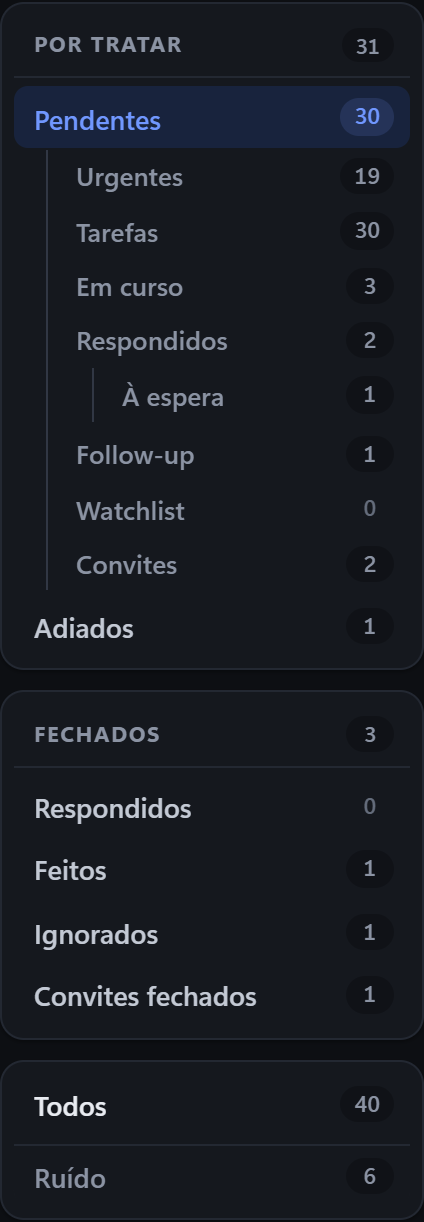 POR TRATAR 31
Pendentes 30
Urgentes 19
Tarefas 30
Em curso 3
Respondidos 2
À espera 1
Follow-up 1
Watchlist 0
Convites 2
Adiados 1
FECHADOS 3
Respondidos 0
Feitos 1
Ignorados 1
Convites fechados 1
Todos 40
Ruído 6